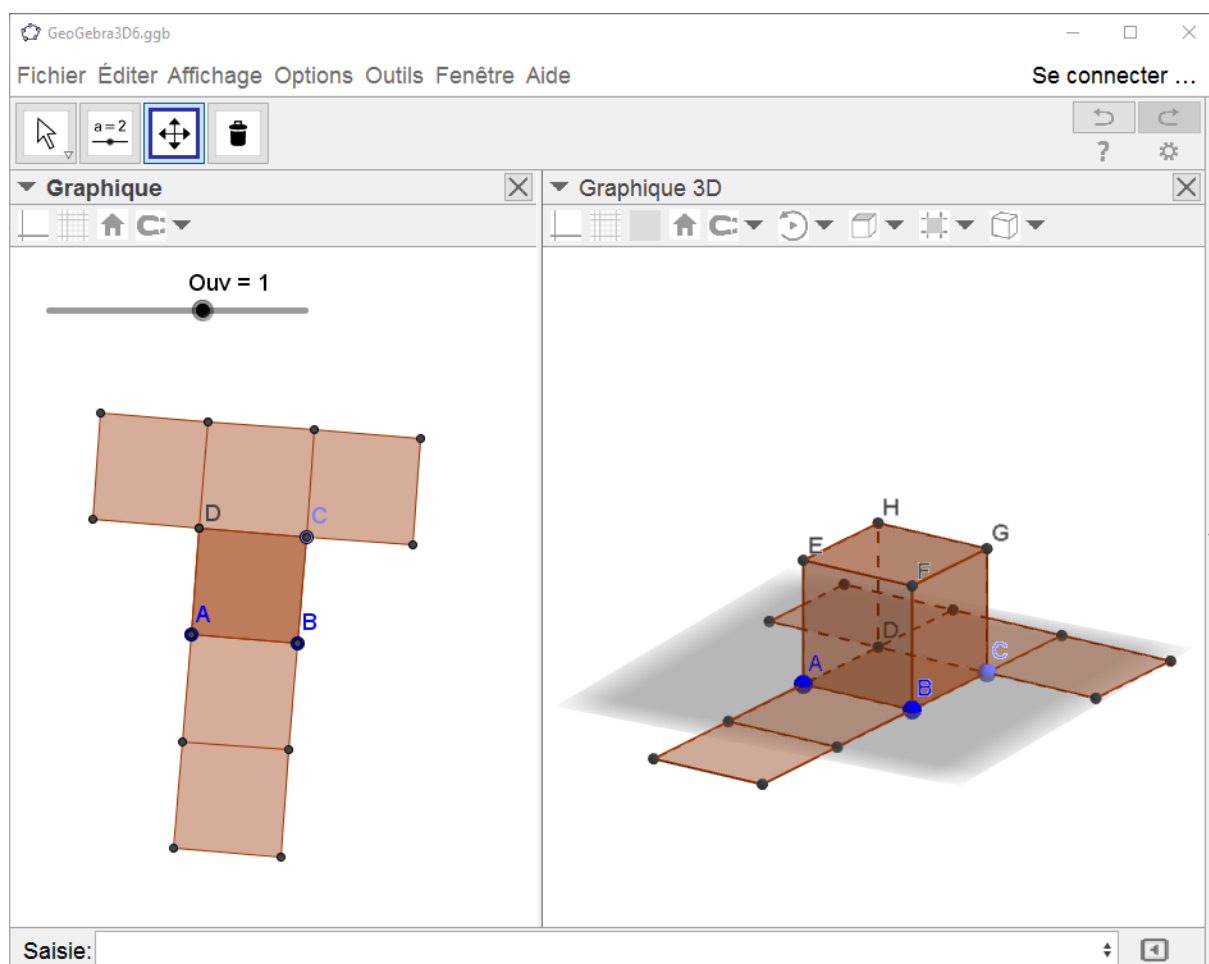 GeoGebra3D6.ggb
Fichier Éditer Affichage Options Outils Fenêtre Aide
Se connecter ...
a=2
?
Graphique
Graphique 3D
Ouv = 1
D
C
A
B
H
G
E
F
D
C
A
B
Saisie: